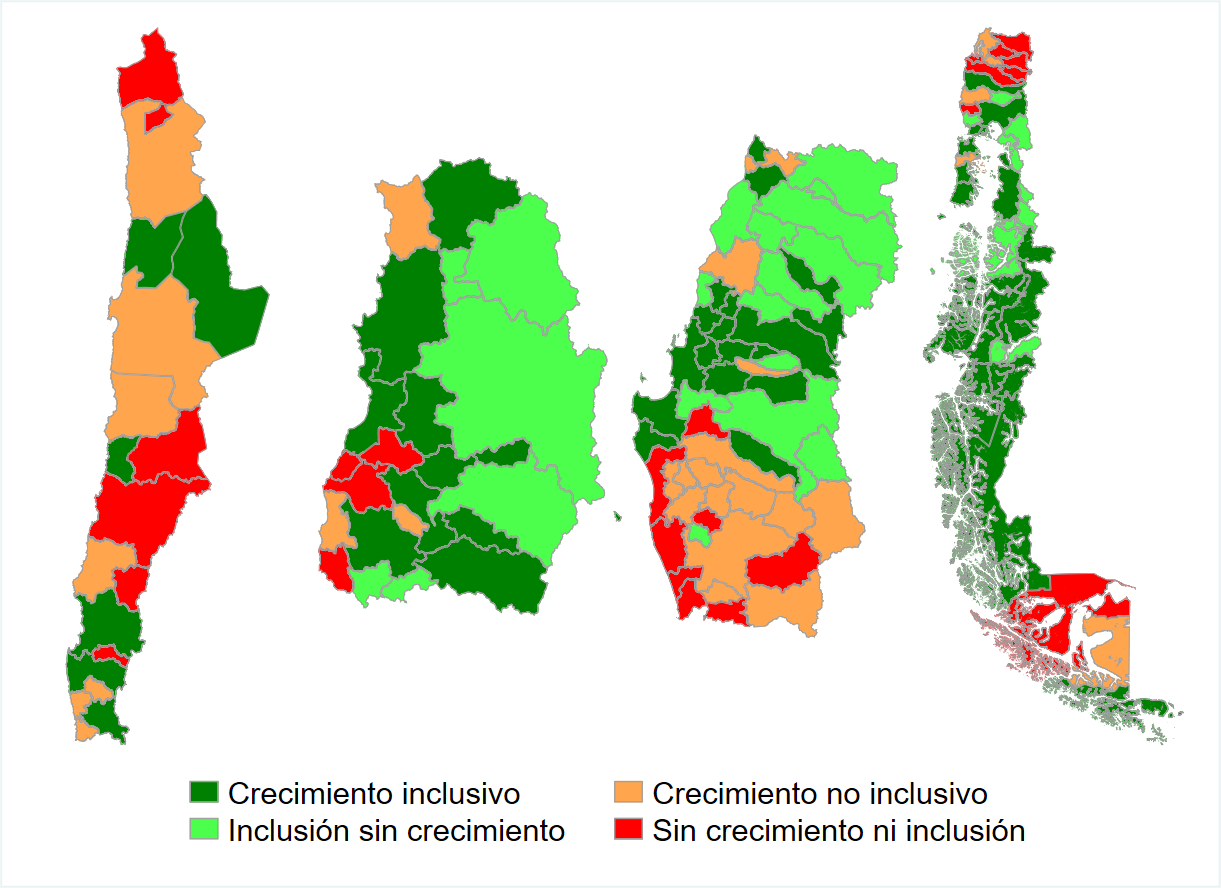 Crecimiento inclusivo
Crecimiento no inclusivo
Inclusión sin crecimiento
Sin crecimiento ni inclusión